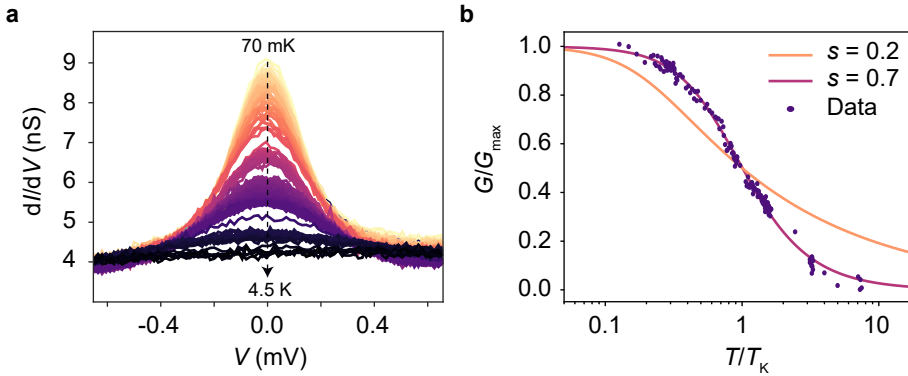 a
70 mK
9
8
7
6
5
4
dI/dV (nS)
4.5 K
-0.4
0.0
0.4
V (mV)
b
1.0
0.8
0.6
0.4
0.2
0.0
G/Gmax
s = 0.2
s = 0.7
Data
0.1
1
10
T/TK